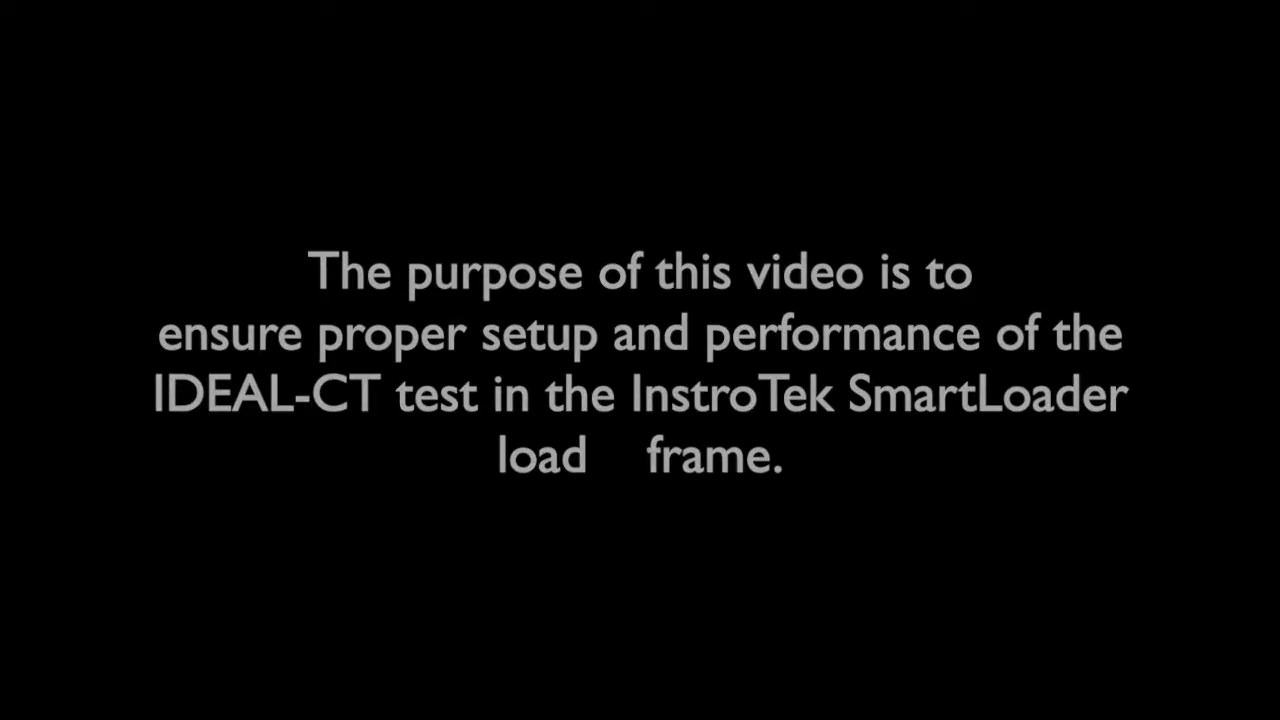 The purpose of this video is to
ensure proper setup and performance of the
IDEAL-CT test in the InstroTek SmartLoader
load frame.